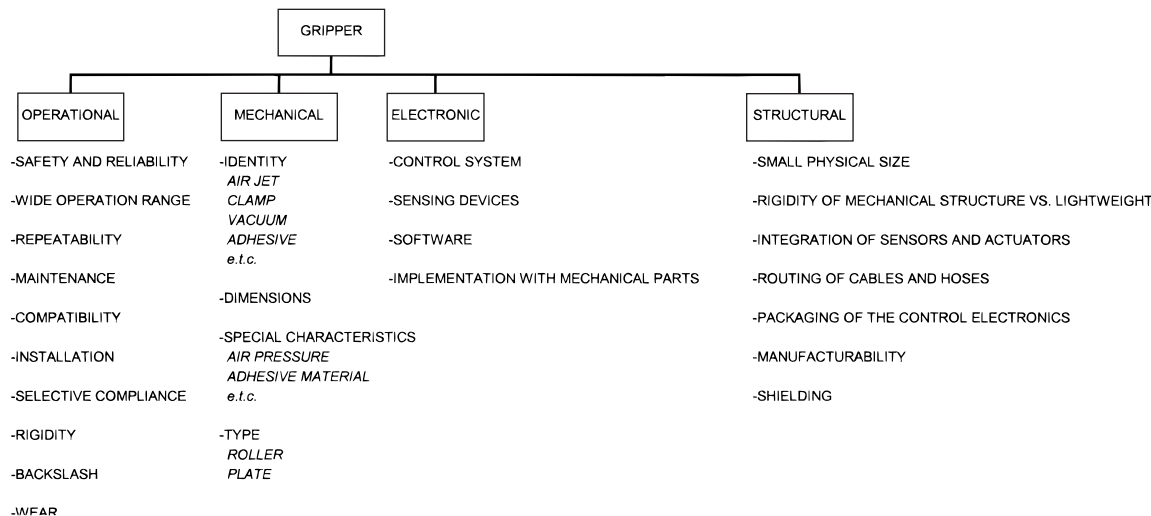 GRIPPER
OPERATIONAL
-SAFETY AND RELIABILITY
-WIDE OPERATION RANGE
-REPEATABILITY
-MAINTENANCE
-COMPATIBILITY
-INSTALLATION
-SELECTIVE COMPLIANCE
-RIGIDITY
-BACKSLASH
-WEAR
MECHANICAL
-IDENTITY
AIR JET
CLAMP
VACUUM
ADHESIVE
e.t.c.
-DIMENSIONS
-SPECIAL CHARACTERISTICS
AIR PRESSURE
ADHESIVE MATERIAL
e.t.c.
-TYPE
ROLLER
PLATE
ELECTRONIC
-CONTROL SYSTEM
-SENSING DEVICES
-SOFTWARE
-IMPLEMENTATION WITH MECHANICAL PARTS
STRUCTURAL
-SMALL PHYSICAL SIZE
-RIGIDITY OF MECHANICAL STRUCTURE VS. LIGHTWEIGHT
-INTEGRATION OF SENSORS AND ACTUATORS
-ROUTING OF CABLES AND HOSES
-PACKAGING OF THE CONTROL ELECTRONICS
-MANUFACTURABILITY
-SHIELDING